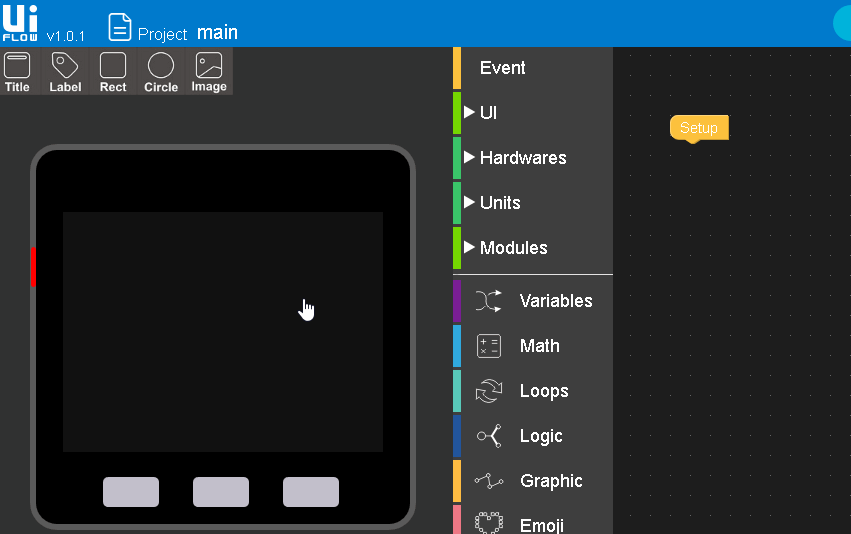 Ui
FLOW v1.0.1 Project main
Title Label Rect Circle Image
Event
UI
Setup
Hardwares
Units
Modules
Variables
Math
Loops
Logic
Graphic
Emoji